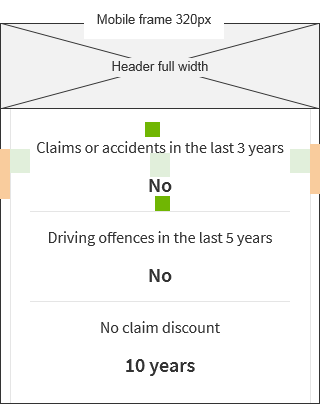 Mobile frame 320px
Header full width
Claims or accidents in the last 3 years
No
Driving offences in the last 5 years
No
No claim discount
10 years